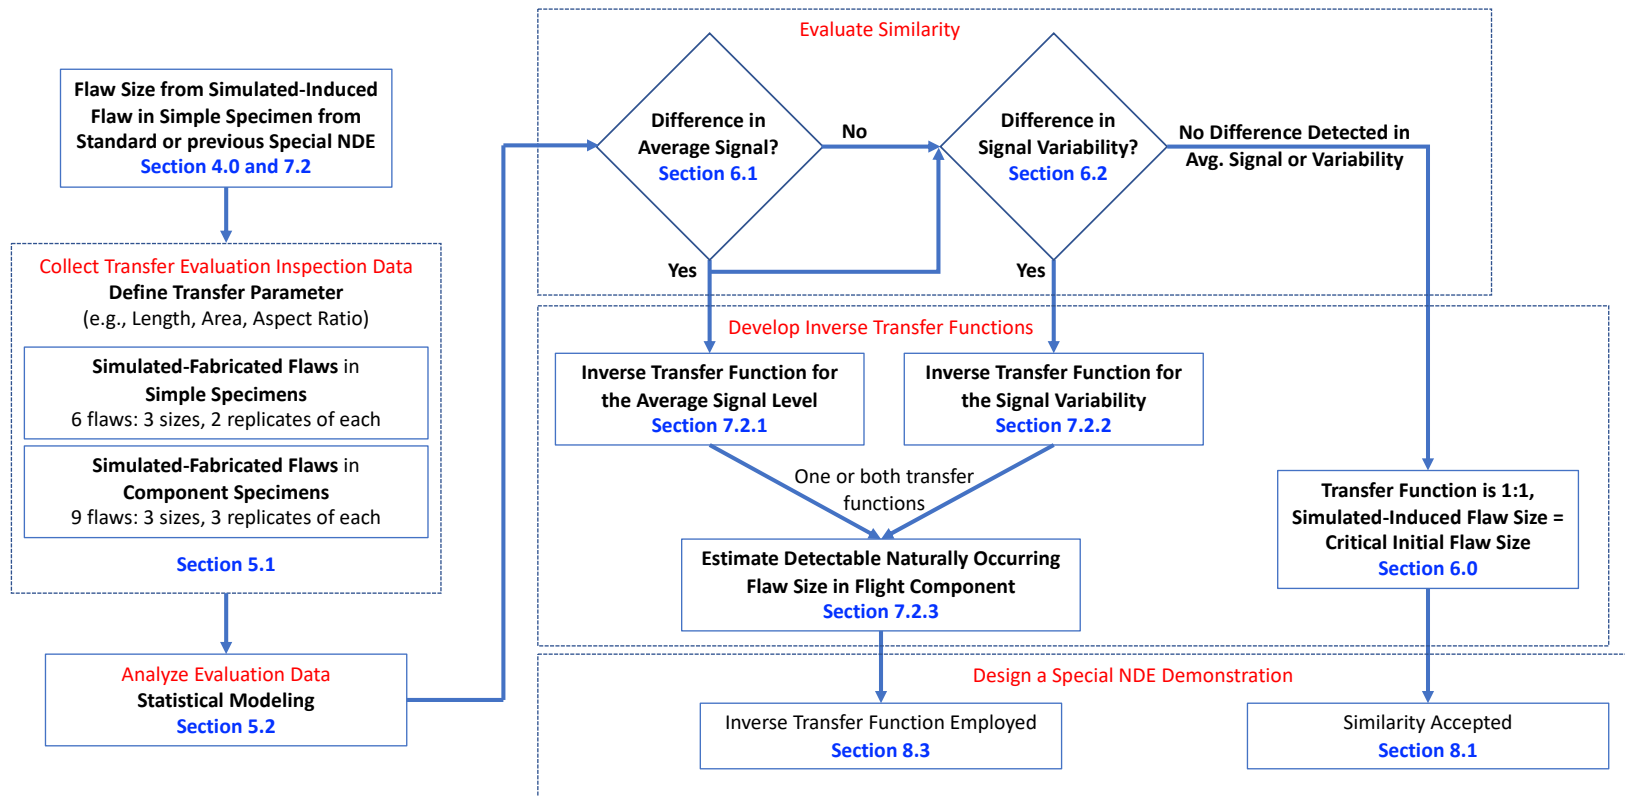 Flaw Size from Simulated-Induced
Flaw in Simple Specimen from
Standard or previous Special NDE
Section 4.0 and 7.2
Collect Transfer Evaluation Inspection Data
Define Transfer Parameter
(e.g., Length, Area, Aspect Ratio)
Simulated-Fabricated Flaws in
Simple Specimens
6 flaws: 3 sizes, 2 replicates of each
Simulated-Fabricated Flaws in
Component Specimens
9 flaws: 3 sizes, 3 replicates of each
Section 5.1
Analyze Evaluation Data
Statistical Modeling
Section 5.2
Evaluate Similarity
Difference in
Average Signal?
Section 6.1
No
Yes
Difference in
Signal Variability?
Section 6.2
Yes
No Difference Detected in
Avg. Signal or Variability
Develop Inverse Transfer Functions
Inverse Transfer Function for
the Average Signal Level
Section 7.2.1
Inverse Transfer Function for
the Signal Variability
Section 7.2.2
One or both transfer
functions
Estimate Detectable Naturally Occurring
Flaw Size in Flight Component
Section 7.2.3
Transfer Function is 1:1,
Simulated-Induced Flaw Size =
Critical Initial Flaw Size
Section 6.0
Design a Special NDE Demonstration
Inverse Transfer Function Employed
Section 8.3
Similarity Accepted
Section 8.1